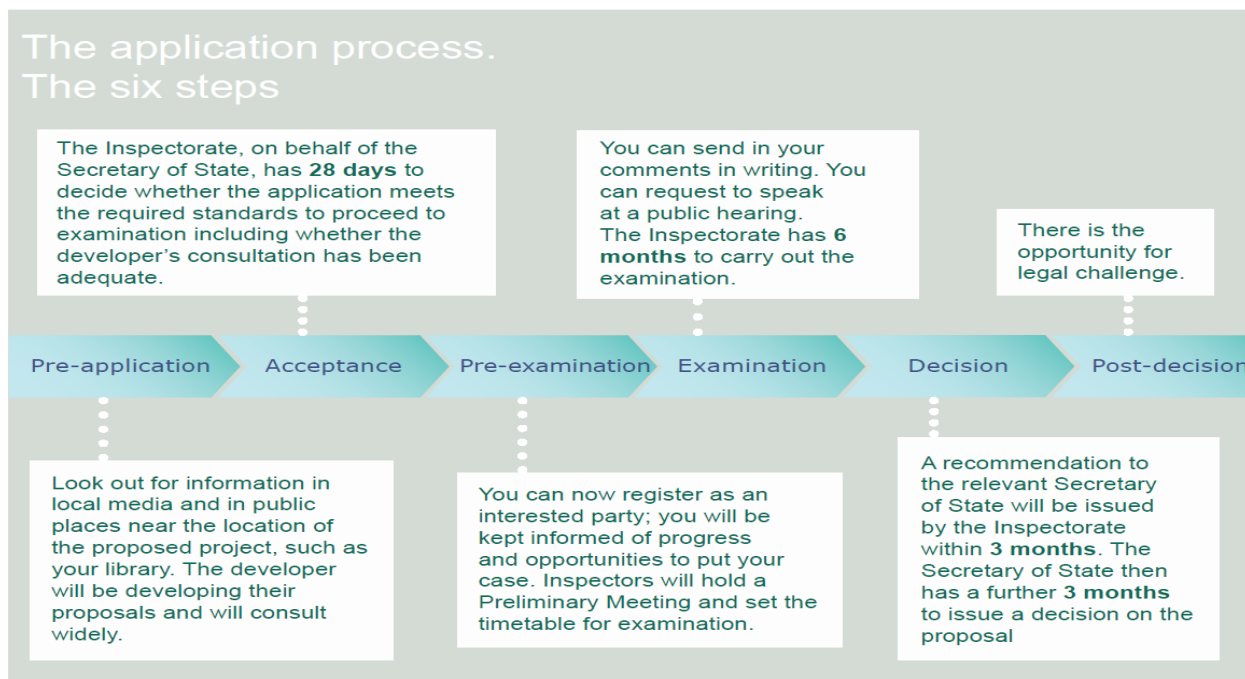 The application process.
The six steps
The Inspectorate, on behalf of the
Secretary of State, has 28 days to
decide whether the application meets
the required standards to proceed to
examination including whether the
developer's consultation has been
adequate.
You can send in your
comments in writing. You
can request to speak
at a public hearing.
The Inspectorate has 6
months to carry out the
examination.
There is the
opportunity for
legal challenge.
Pre-application
Acceptance
Pre-examination
Examination
Decision
Post-decision
Look out for information in
local media and in public
places near the location of
the proposed project, such as
your library. The developer
will be developing their
proposals and will consult
widely.
You can now register as an
interested party; you will be
kept informed of progress
and opportunities to put your
case. Inspectors will hold a
Preliminary Meeting and set the
timetable for examination.
A recommendation to
the relevant Secretary
of State will be issued
by the Inspectorate
within 3 months. The
Secretary of State then
has a further 3 months
to issue a decision on the
proposal